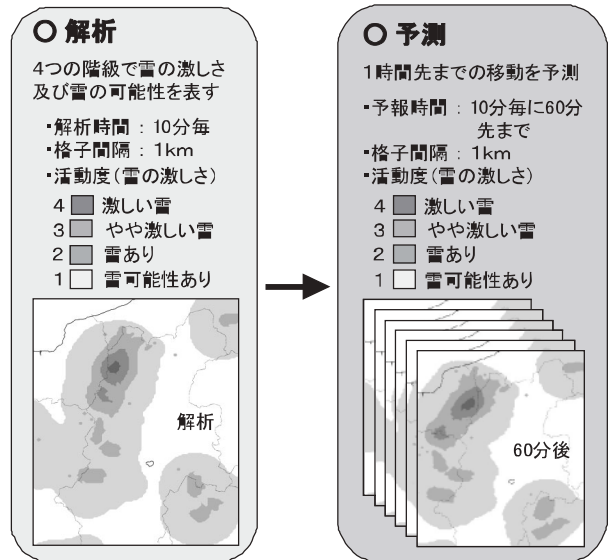 ○ 解析
4つの階級で雷の激しさ
及び雷の可能性を表す
▪解析時間 : 10分毎
▪格子間隔 : 1km
▪活動度(雷の激しさ)
4 激しい雷
3 やや激しい雷
2 雷あり
1 雷可能性あり
解析
○ 予測
1時間先までの移動を予測
▪予報時間 : 10分毎に60分
先まで
▪格子間隔 : 1km
▪活動度(雷の激しさ)
4 激しい雷
3 やや激しい雷
2 雷あり
1 雷可能性あり
60分後